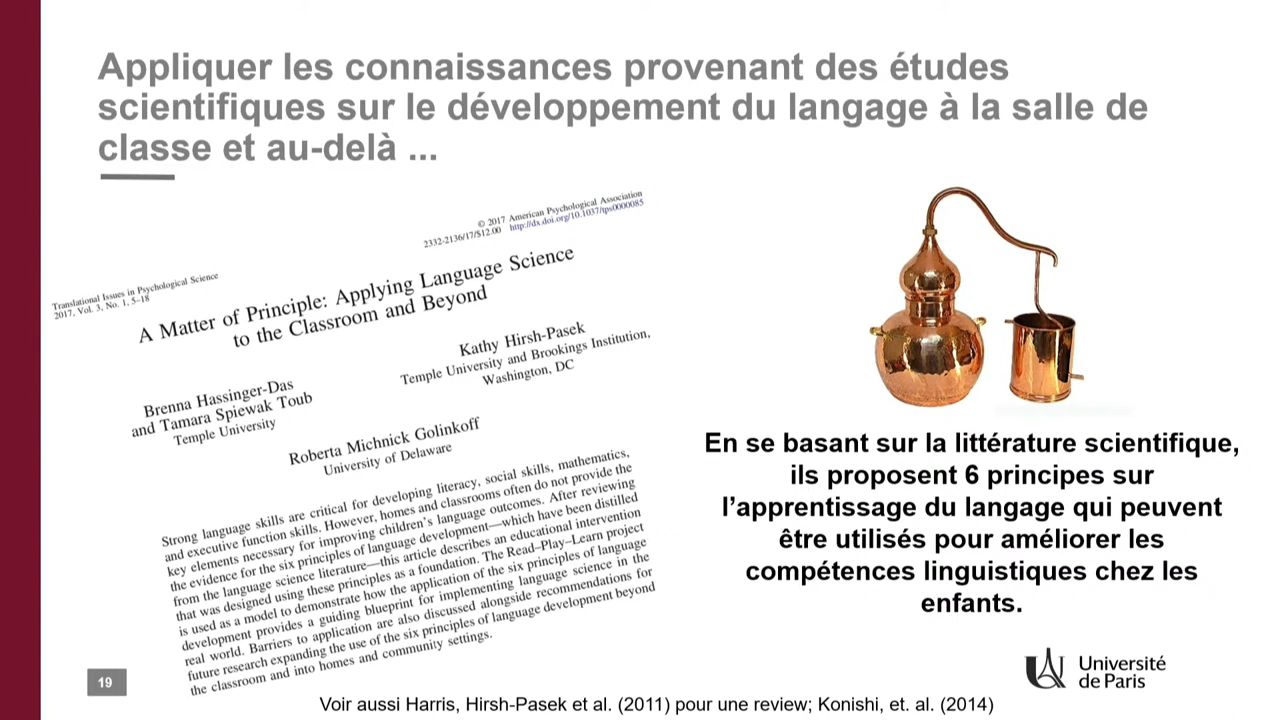 Appliquer les connaissances provenant des études
scientifiques sur le développement du langage à la salle de
classe et au-delà ...
© 2017 American Psychological Association
2332-2136/17/$12.00 http://dx.doi.org/10.1037/tps0000085
Translational Issues in Psychological Science
2017, Vol. 3, No. 1, 5–18
A Matter of Principle: Applying Language Science
to the Classroom and Beyond
Brenna Hassinger-Das
and Tamara Spiewak Toub
Temple University
Kathy Hirsh-Pasek
Temple University and Brookings Institution,
Washington, DC
Roberta Michnick Golinkoff
University of Delaware
Strong language skills are critical for developing literacy, social skills, mathematics,
and executive function skills. However, homes and classrooms often do not provide the
key elements necessary for improving children's language outcomes. After reviewing
the evidence for the six principles of language development—which have been distilled
from the language science literature—this article describes an educational intervention
that was designed using these principles as a foundation. The Read–Play–Learn project
is used as a model to demonstrate how the application of the six principles of language
development provides a guiding blueprint for implementing language science in the
real world. Barriers to application are also discussed alongside recommendations for
future research expanding the use of the six principles of language development beyond
the classroom and into homes and community settings.
En se basant sur la littérature scientifique,
ils proposent 6 principes sur
l'apprentissage du langage qui peuvent
être utilisés pour améliorer les
compétences linguistiques chez les
enfants.
19
Université
de Paris
Voir aussi Harris, Hirsh-Pasek et al. (2011) pour une review; Konishi, et. al. (2014)